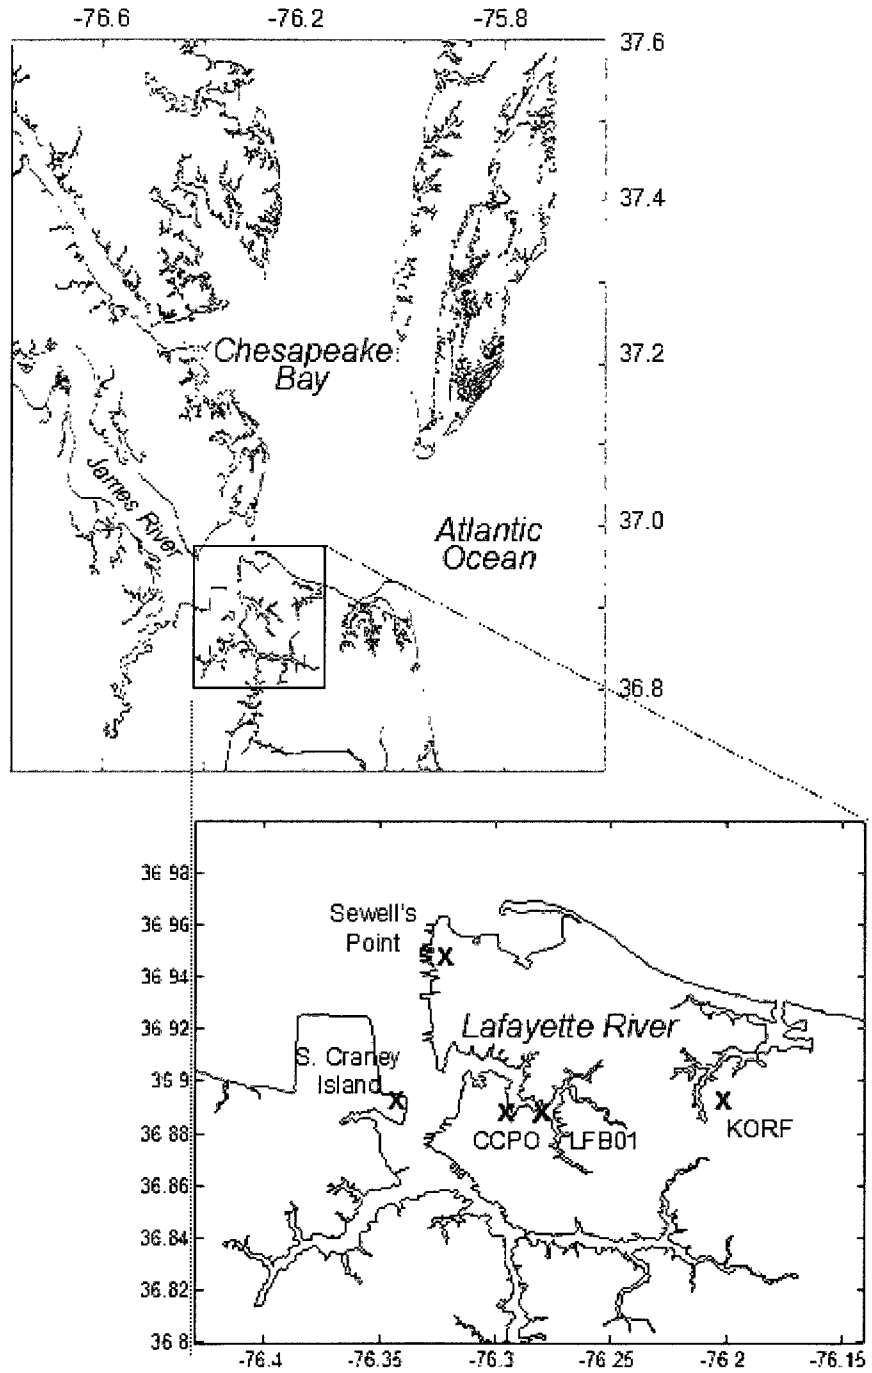 -76.6 -76.2 -75.8
37.6
37.4
37.2
37.0
36.8
Chesapeake
Bay
James River
Atlantic
Ocean
36 98
36 96
36 94
36 92
36 9
36 88
36.86
36.84
36.82
36 8
Sewell's
Point
Lafayette River
S. Craney
Island
X
X
X
X
X
CCPO
LFB01
KORF
-76.4 -76.35 -76.3 -76 25 -76 2 -76.15